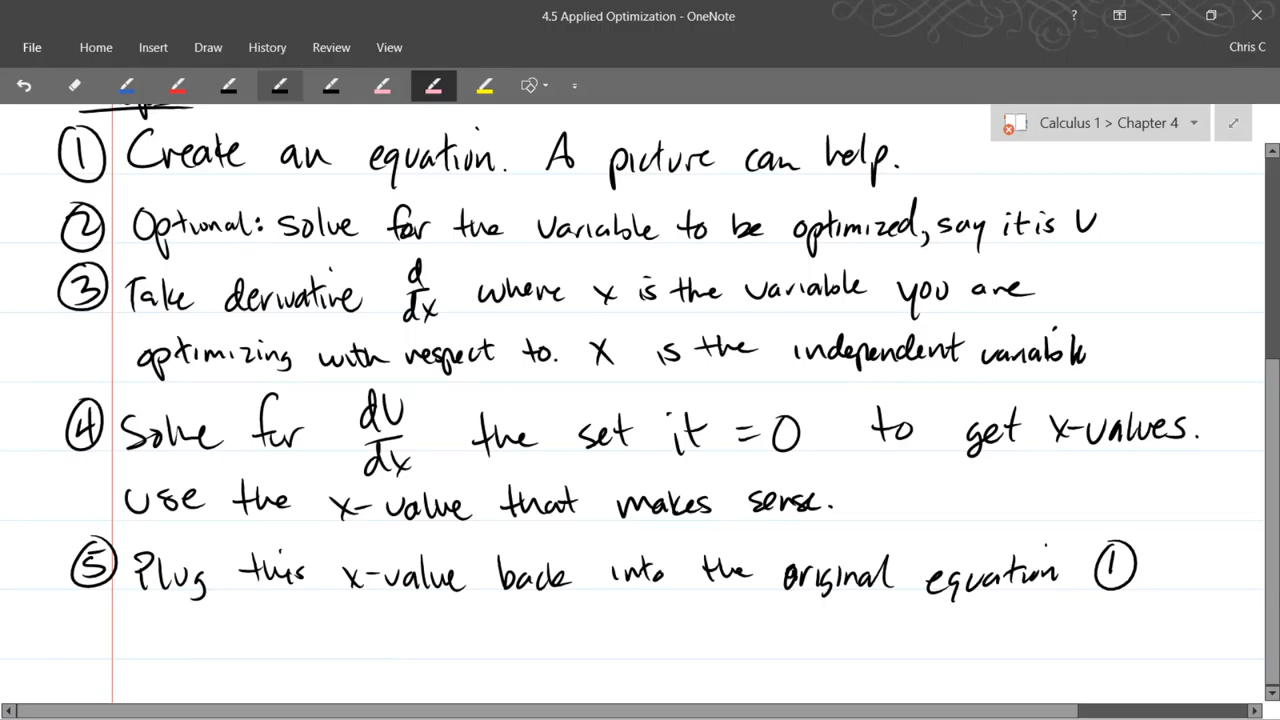 4.5 Applied Optimization - OneNote
File Home Insert Draw History Review View Chris C
Calculus 1 > Chapter 4
① Create an equation. A picture can help.
② Optional: Solve for the variable to be optimized, say it is U
③ Take derivative d/dx where x is the variable you are
optimizing with respect to. X is the independent variable
④ Solve for dU/dx the set it = 0 to get x-values.
Use the x-value that makes sense.
⑤ Plug this x-value back into the original equation ①